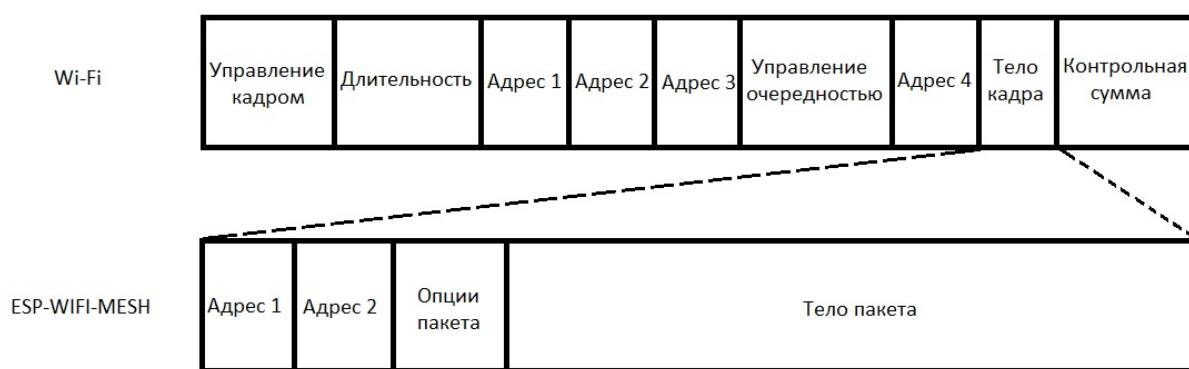 Wi-Fi
Управление
кадром
Длительность
Адрес 1
Адрес 2
Адрес 3
Управление
очередностью
Адрес 4
Тело
кадра
Контрольная
сумма
ESP-WIFI-MESH
Адрес 1
Адрес 2
Опции
пакета
Тело пакета